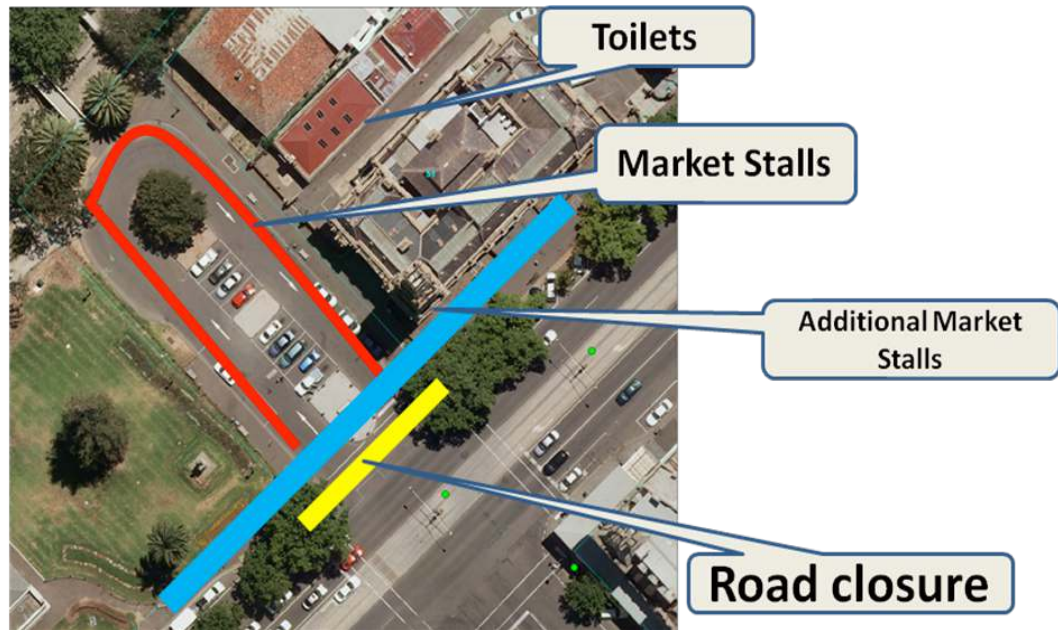 Toilets
Market Stalls
Additional Market
Stalls
Road closure